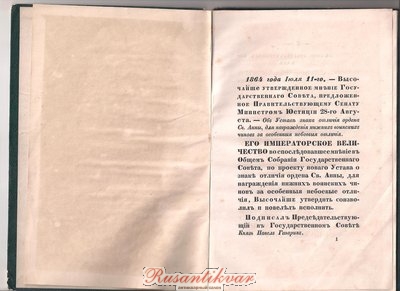 1864 года Іюля 11-го, — Высо-
чайше утвержденное мнѣніе Госу-
дарственнаго Совѣта, предложен-
ное Правительствующему Сенату
Министромъ Юстиціи 28-го Авгу-
ста. — Объ Уставѣ знака отличія ордена
Св. Анны, для награжденія нижнихъ воинскихъ
чиновъ за особенныя небоевыя отличія.
ЕГО ИМПЕРАТОРСКОЕ ВЕЛИ-
ЧЕСТВО воспослѣдовавшее мнѣніе въ
Общемъ Собраніи Государственнаго
Совѣта, по проекту новаго Устава о
знакѣ отличія ордена Св. Анны, для
награжденія нижнихъ воинскихъ чи-
новъ за особенныя небоевыя отли-
чія, Высочайше утвердить соизво-
лилъ и повелѣлъ исполнить.
Подписалъ Предсѣдательствую-
щій въ Государственномъ Совѣтѣ
Князь Павелъ Гагаринъ.
1
Rusantikvar